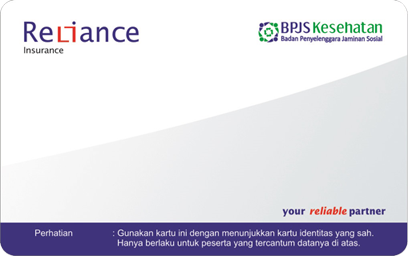 Reliance
Insurance
BPJS Kesehatan
Badan Penyelenggara Jaminan Sosial
your reliable partner
Perhatian : Gunakan kartu ini dengan menunjukkan kartu identitas yang sah.
Hanya berlaku untuk peserta yang tercantum datanya di atas.